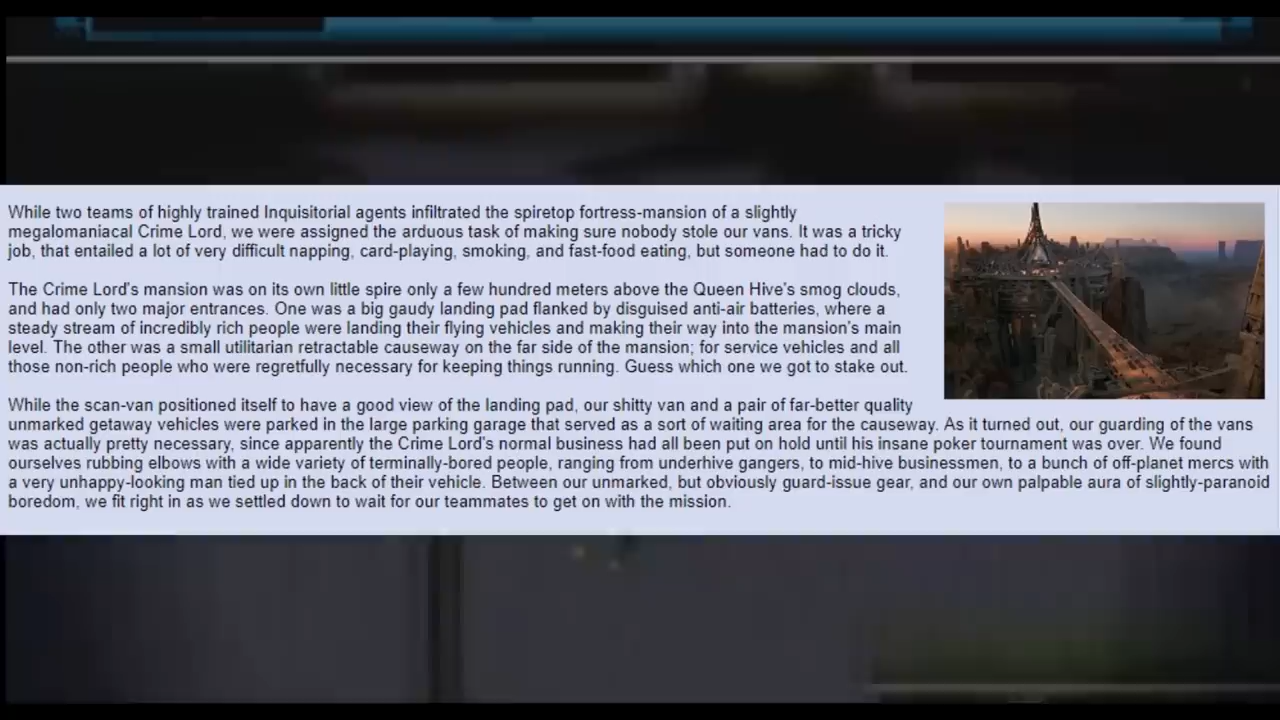 While two teams of highly trained Inquisitorial agents infiltrated the spiretop fortress-mansion of a slightly
megalomaniacal Crime Lord, we were assigned the arduous task of making sure nobody stole our vans. It was a tricky
job, that entailed a lot of very difficult napping, card-playing, smoking, and fast-food eating, but someone had to do it.
The Crime Lord's mansion was on its own little spire only a few hundred meters above the Queen Hive's smog clouds,
and had only two major entrances. One was a big gaudy landing pad flanked by disguised anti-air batteries, where a
steady stream of incredibly rich people were landing their flying vehicles and making their way into the mansion's main
level. The other was a small utilitarian retractable causeway on the far side of the mansion; for service vehicles and all
those non-rich people who were regretfully necessary for keeping things running. Guess which one we got to stake out.
While the scan-van positioned itself to have a good view of the landing pad, our shitty van and a pair of far-better quality
unmarked getaway vehicles were parked in the large parking garage that served as a sort of waiting area for the causeway. As it turned out, our guarding of the vans
was actually pretty necessary, since apparently the Crime Lord's normal business had all been put on hold until his insane poker tournament was over. We found
ourselves rubbing elbows with a wide variety of terminally-bored people, ranging from underhive gangers, to mid-hive businessmen, to a bunch of off-planet mercs with
a very unhappy-looking man tied up in the back of their vehicle. Between our unmarked, but obviously guard-issue gear, and our own palpable aura of slightly-paranoid
boredom, we fit right in as we settled down to wait for our teammates to get on with the mission.